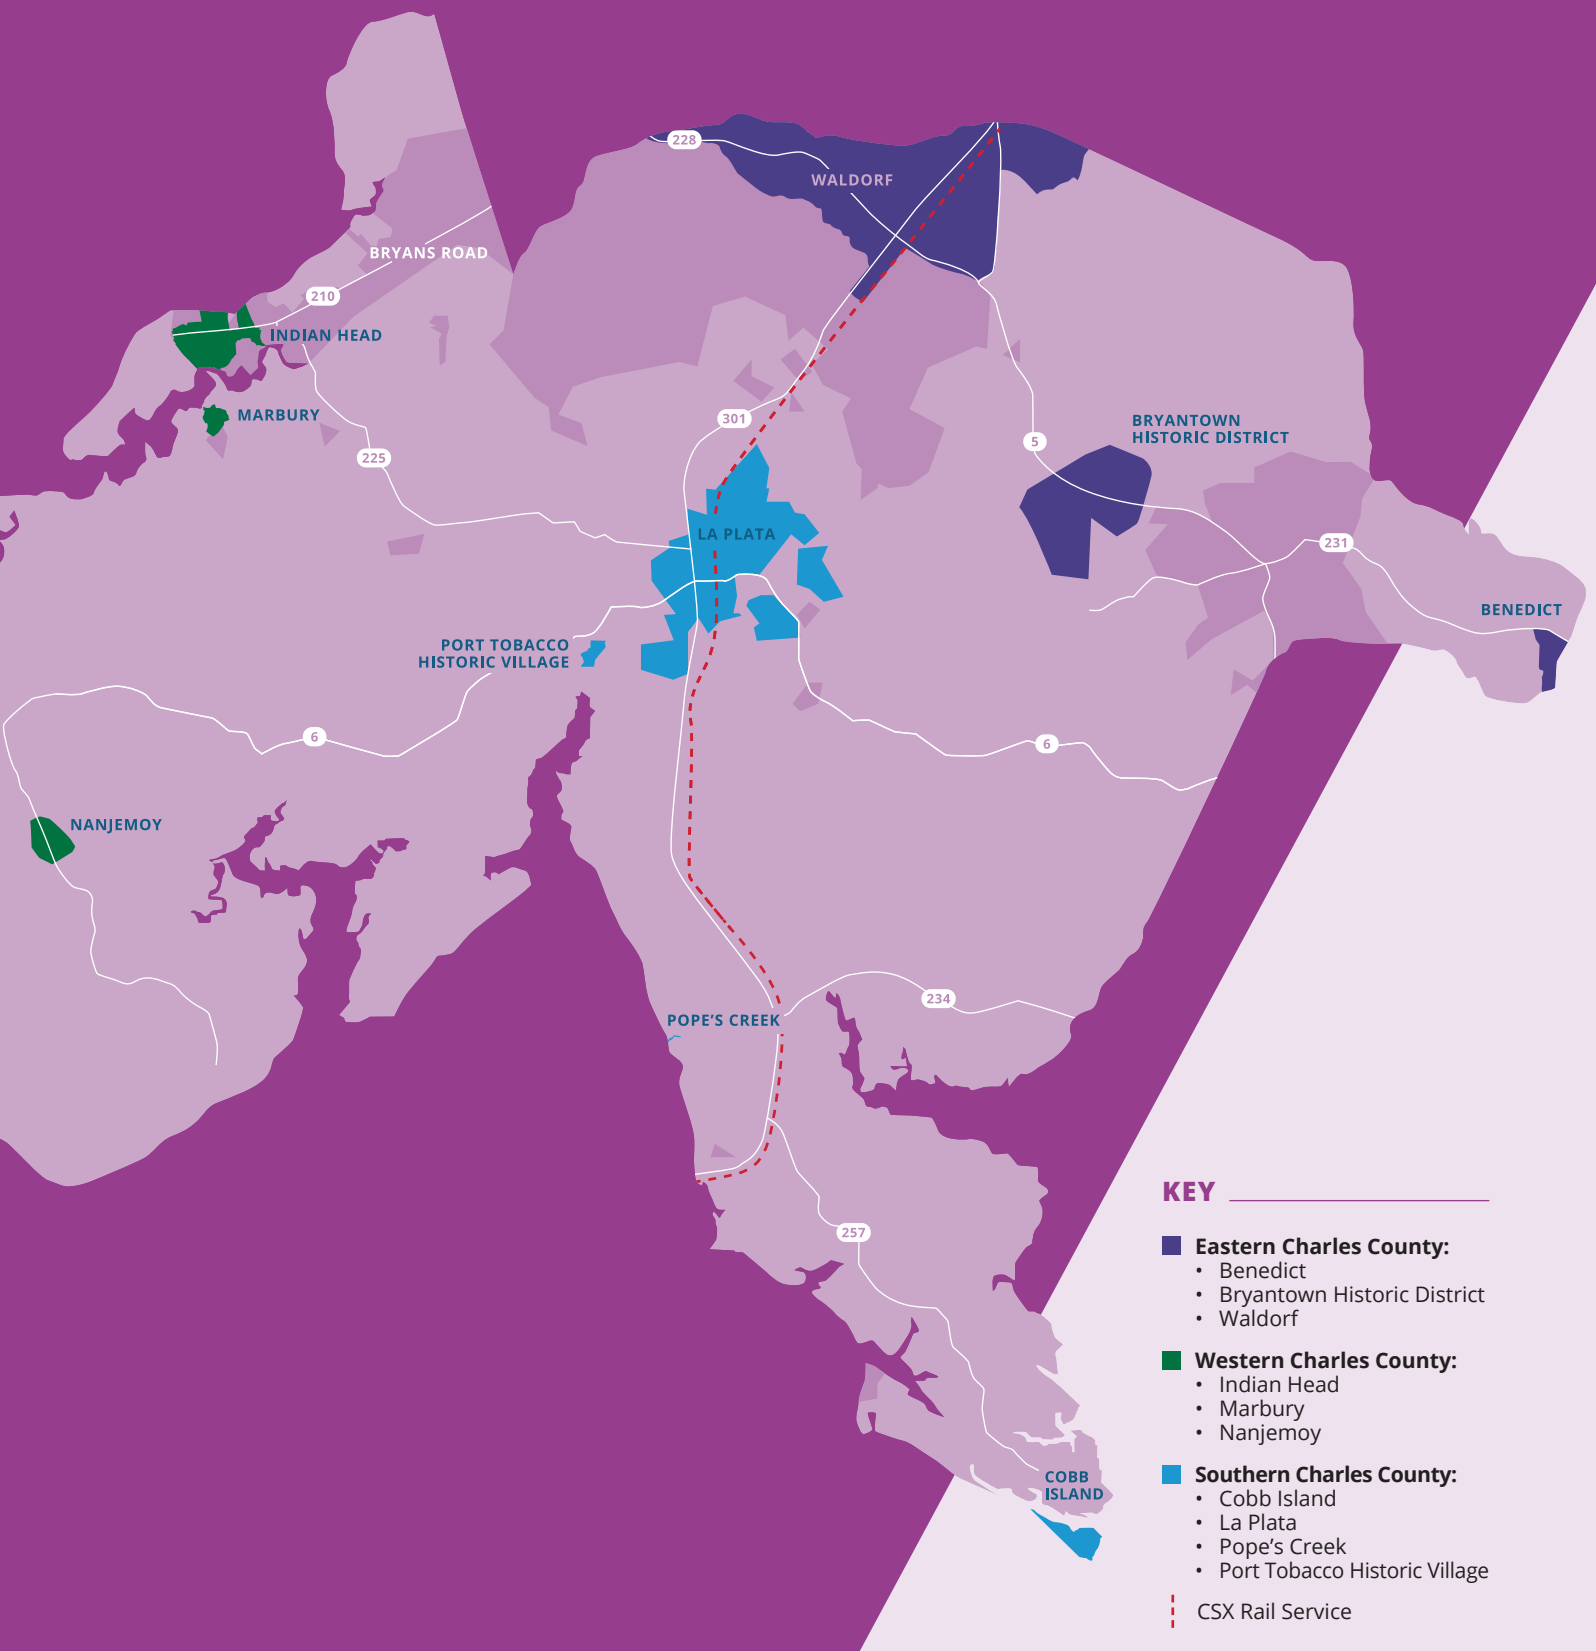 228
WALDORF
BRYANS ROAD
210
INDIAN HEAD
MARBURY
301
225
5
BRYANTOWN
HISTORIC DISTRICT
LA PLATA
231
BENEDICT
PORT TOBACCO
HISTORIC VILLAGE
6
6
NANJEMOY
234
POPE'S CREEK
257
COBB
ISLAND
KEY
Eastern Charles County:
• Benedict
• Bryantown Historic District
• Waldorf
Western Charles County:
• Indian Head
• Marbury
• Nanjemoy
Southern Charles County:
• Cobb Island
• La Plata
• Pope's Creek
• Port Tobacco Historic Village
CSX Rail Service